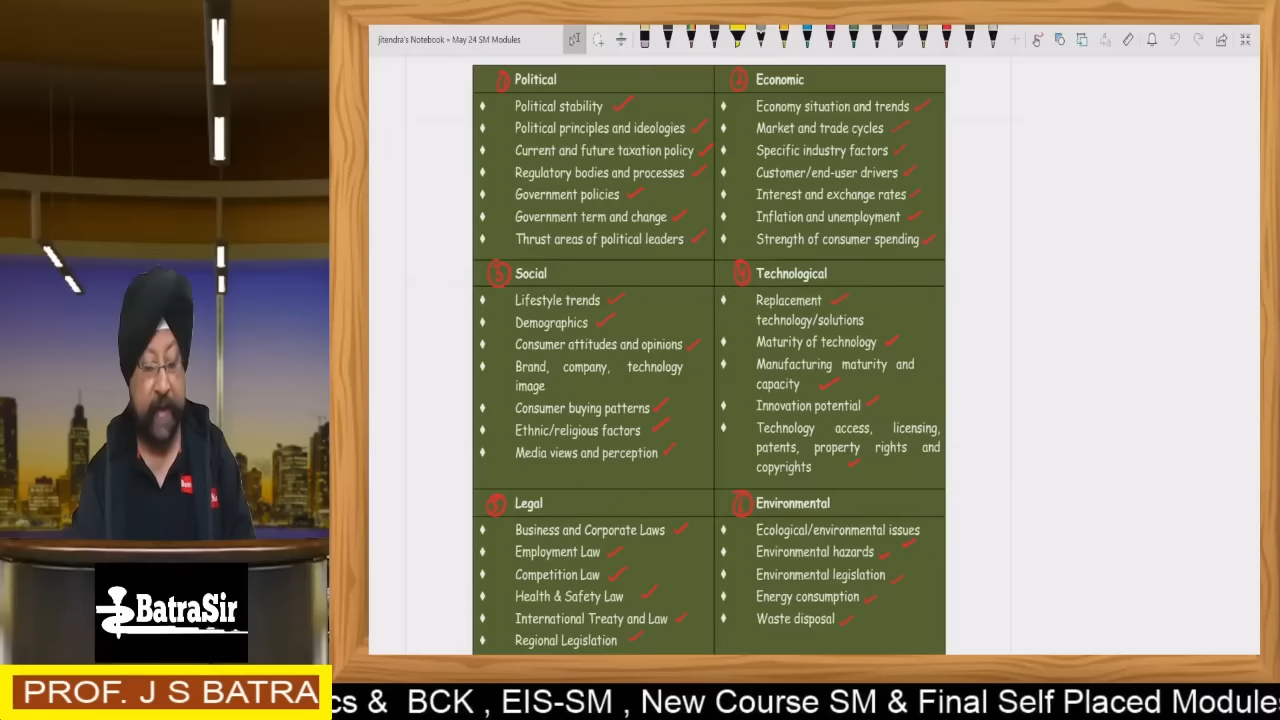 Jitendra's Notebook » May 24 SM Modules
1 Political
Political stability
Political principles and ideologies
Current and future taxation policy
Regulatory bodies and processes
Government policies
Government term and change
Thrust areas of political leaders
2 Economic
Economy situation and trends
Market and trade cycles
Specific industry factors
Customer/end-user drivers
Interest and exchange rates
Inflation and unemployment
Strength of consumer spending
3 Social
Lifestyle trends
Demographics
Consumer attitudes and opinions
Brand, company, technology
image
Consumer buying patterns
Ethnic/religious factors
Media views and perception
4 Technological
Replacement
technology/solutions
Maturity of technology
Manufacturing maturity and
capacity
Innovation potential
Technology access, licensing,
patents, property rights and
copyrights
5 Legal
Business and Corporate Laws
Employment Law
Competition Law
Health & Safety Law
International Treaty and Law
Regional Legislation
6 Environmental
Ecological/environmental issues
Environmental hazards
Environmental legislation
Energy consumption
Waste disposal
BatraSir
PROF. J S BATRA
cs & BCK , EIS-SM , New Course SM & Final Self Placed Module